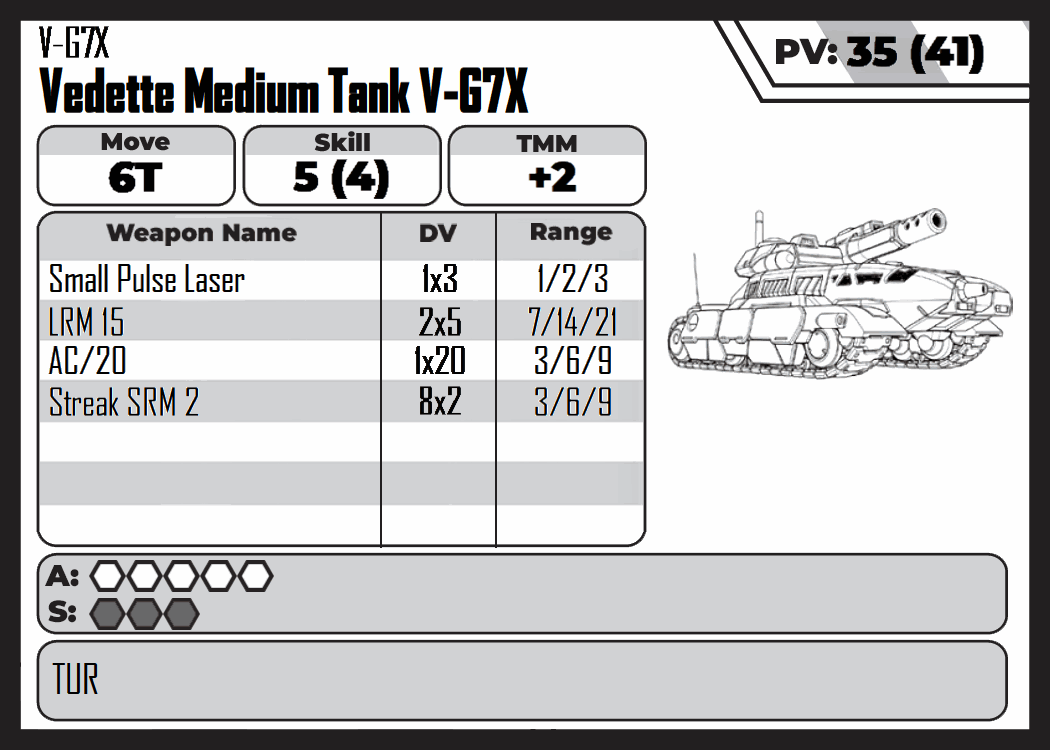 V-G7X
Vedette Medium Tank V-G7X
PV: 35 (41)
Move Skill TMM
6T 5 (4) +2
Weapon Name DV Range
Small Pulse Laser 1x3 1/2/3
LRM 15 2x5 7/14/21
AC/20 1x20 3/6/9
Streak SRM 2 8x2 3/6/9
A:
S:
TUR